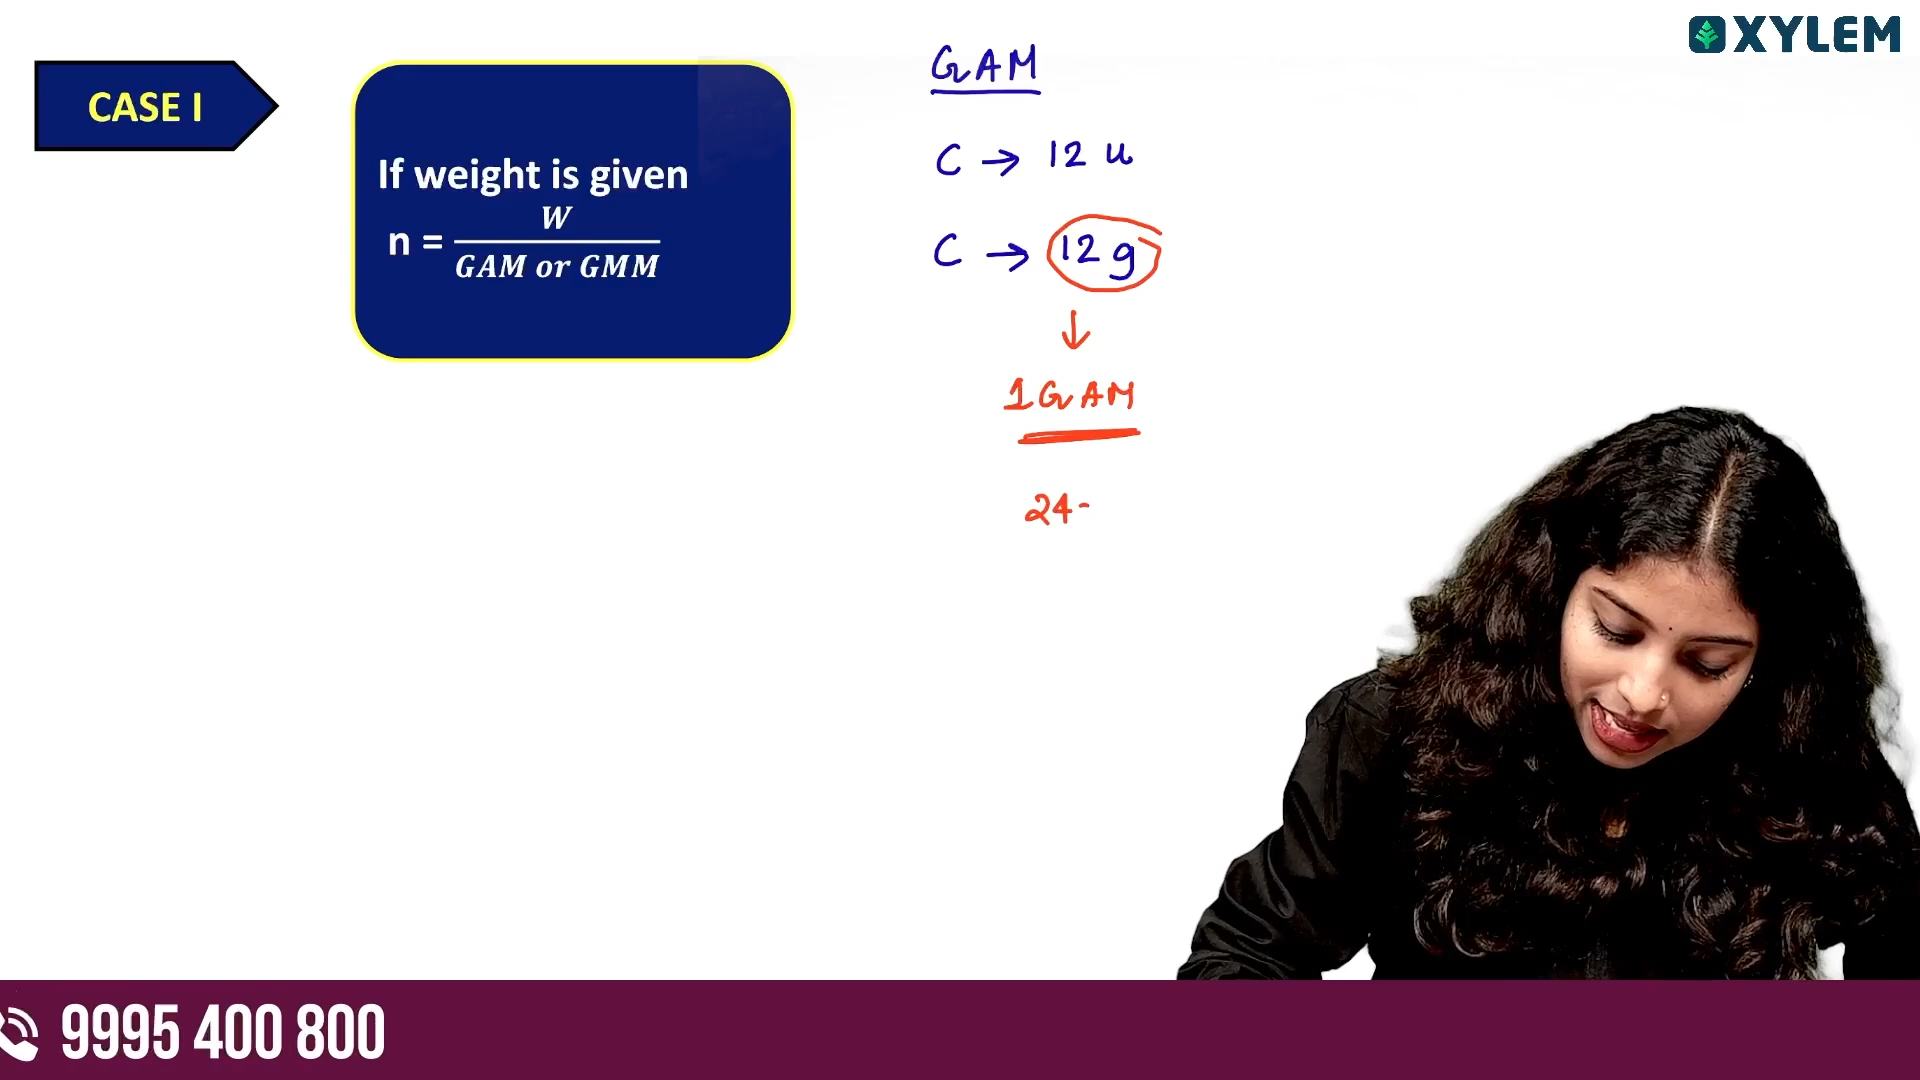 XYLEM
CASE I
If weight is given
n = W / GAM or GMM
GAM
C → 12 u
C → 12 g
↓
1 GAM
24-
9995 400 800